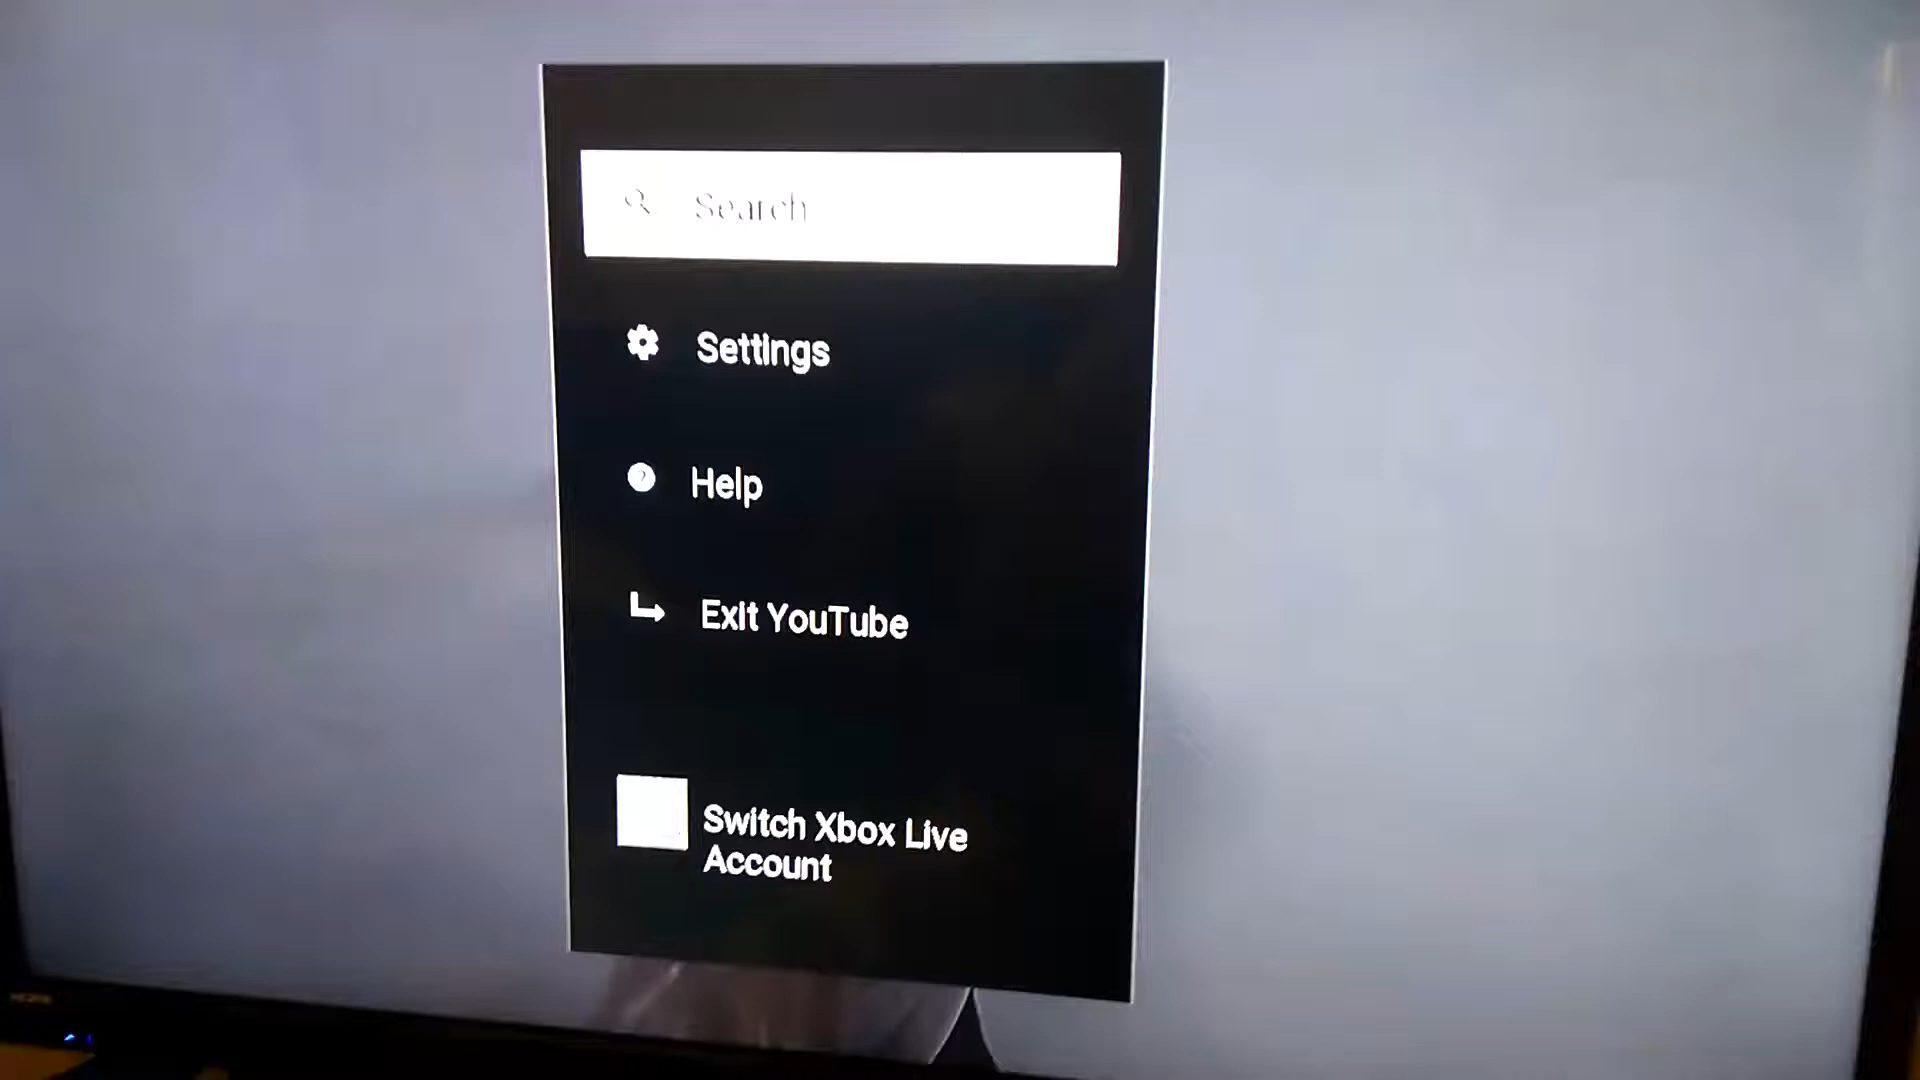 Search
Settings
Help
Exit YouTube
Switch Xbox Live
Account